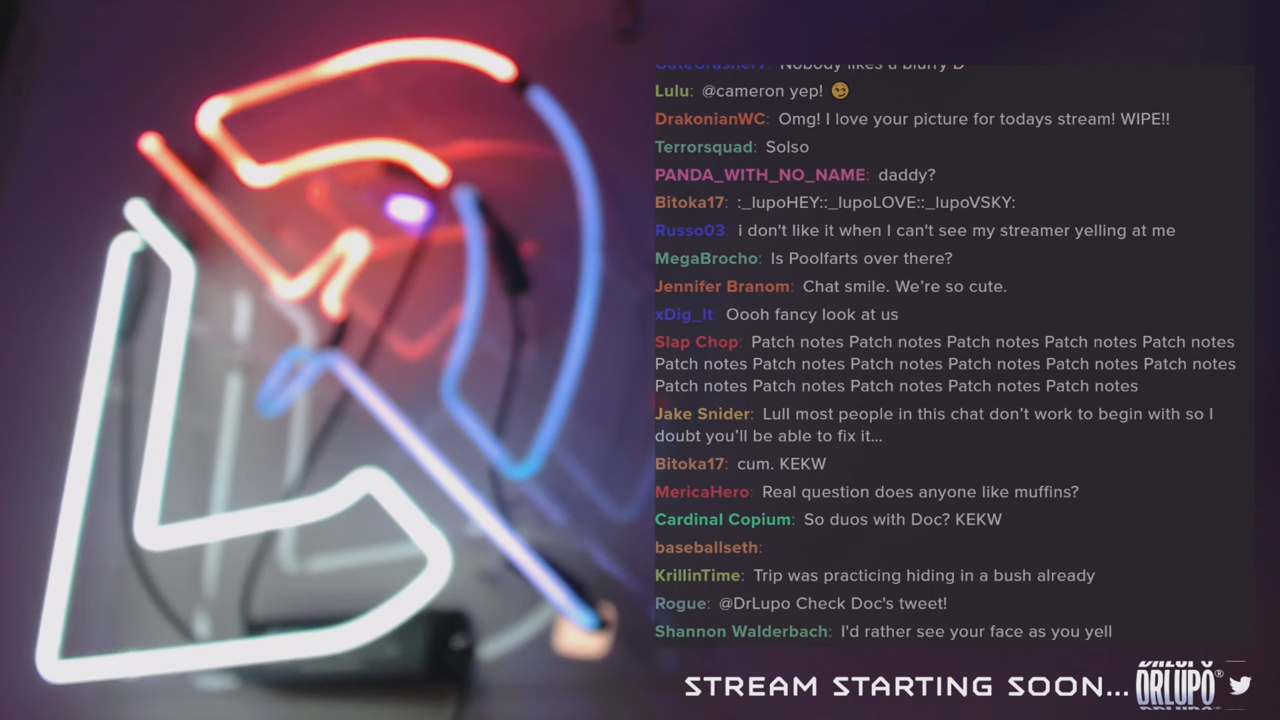 Nobody likes a blurry D
Lulu: @cameron yep! 😊
DrakonianWC: Omg! I love your picture for todays stream! WIPE!!
Terrorsquad: Solso
PANDA_WITH_NO_NAME: daddy?
Bitoka17: :_lupoHEY::_lupoLOVE::_lupoVSKY:
Russo03: i don't like it when I can't see my streamer yelling at me
MegaBrocho: Is Poolfarts over there?
Jennifer Branom: Chat smile. We’re so cute.
xDig_It: Oooh fancy look at us
Slap Chop: Patch notes Patch notes Patch notes Patch notes Patch notes
Patch notes Patch notes Patch notes Patch notes Patch notes Patch notes
Patch notes Patch notes Patch notes Patch notes Patch notes
Jake Snider: Lull most people in this chat don’t work to begin with so I
doubt you’ll be able to fix it…
Bitoka17: cum. KEKW
MericaHero: Real question does anyone like muffins?
Cardinal Copium: So duos with Doc? KEKW
baseballseth:
KrillinTime: Trip was practicing hiding in a bush already
Rogue: @DrLupo Check Doc's tweet!
Shannon Walderbach: I'd rather see your face as you yell
STREAM STARTING SOON... DRLUPO®